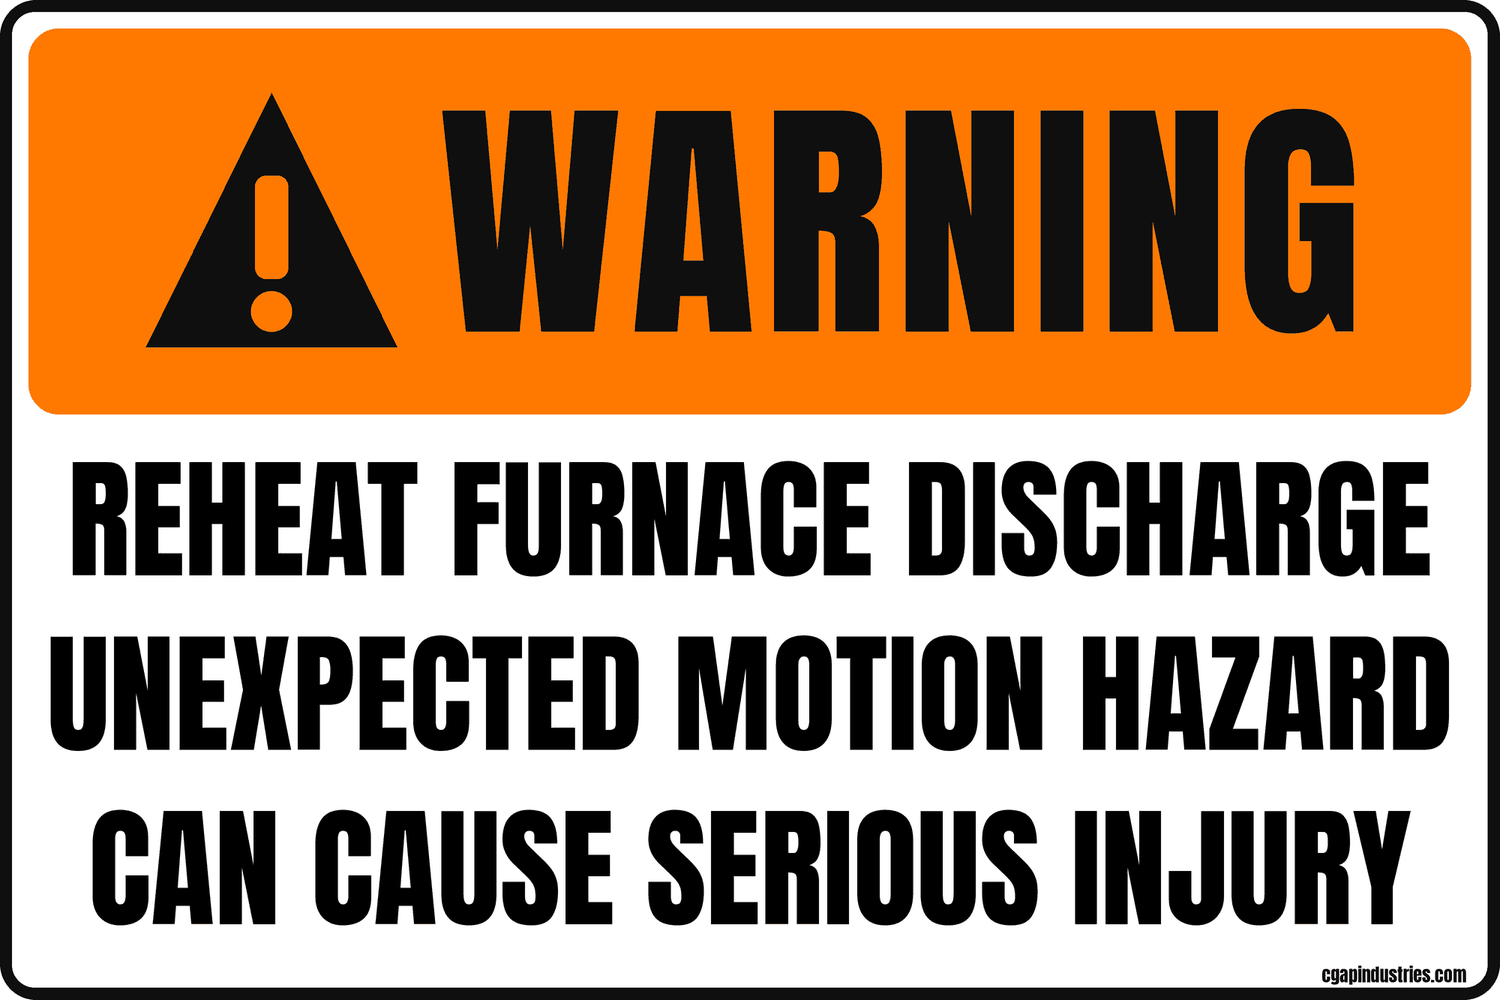 WARNING
REHEAT FURNACE DISCHARGE
UNEXPECTED MOTION HAZARD
CAN CAUSE SERIOUS INJURY
cgapindustries.com